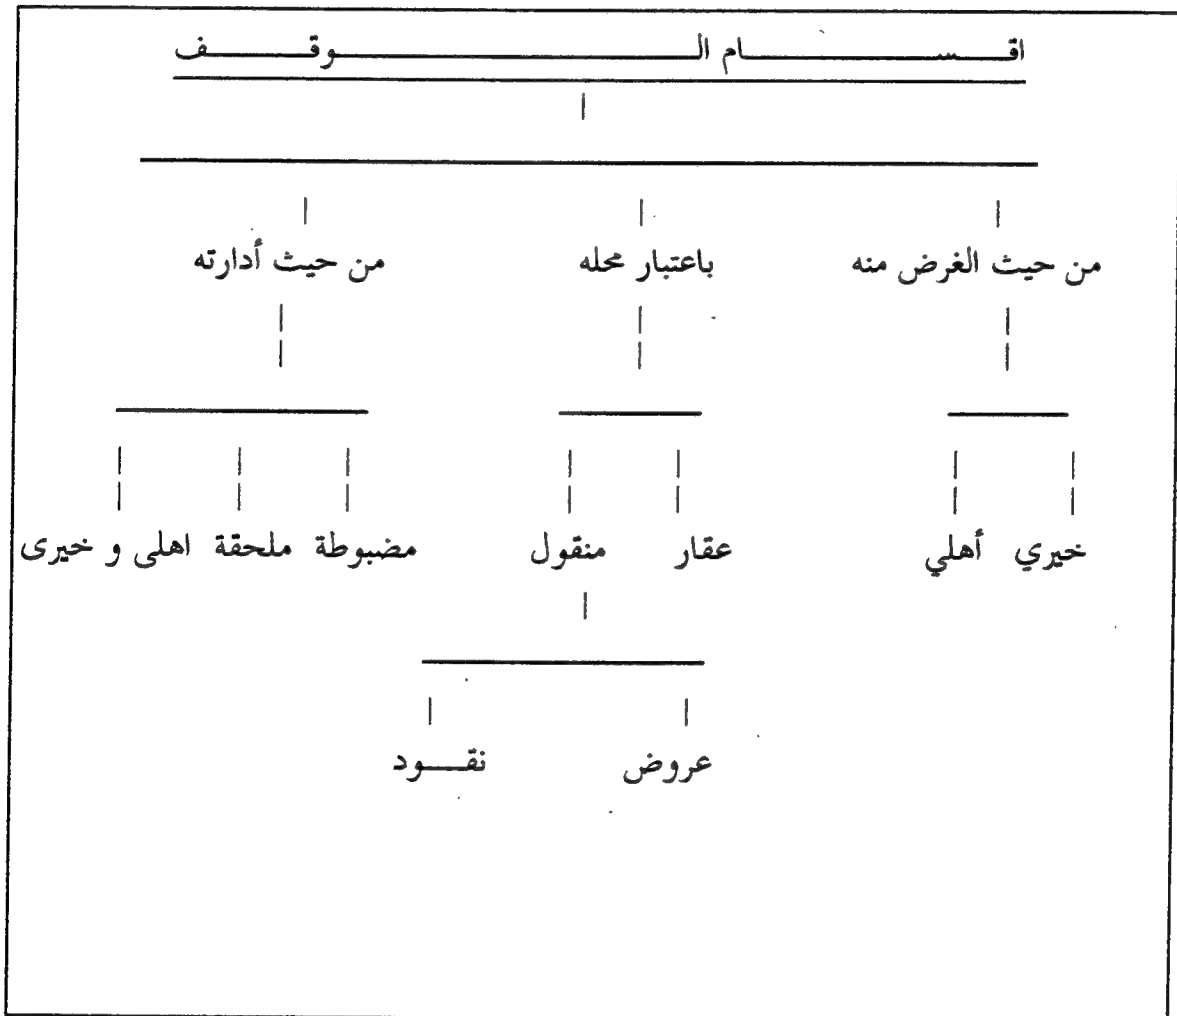 اقسام الوقف
من حيث الغرض منه باعتبار محله من حيث أدارته
خيري أهلي عقار منقول مضبوطة ملحقة اهلى و خيرى
عروض نقود